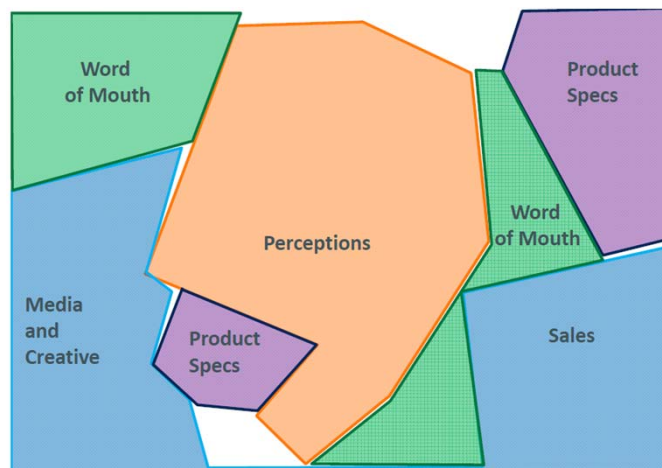 Word
of Mouth
Product
Specs
Perceptions
Word
of Mouth
Media
and
Creative
Product
Specs
Sales